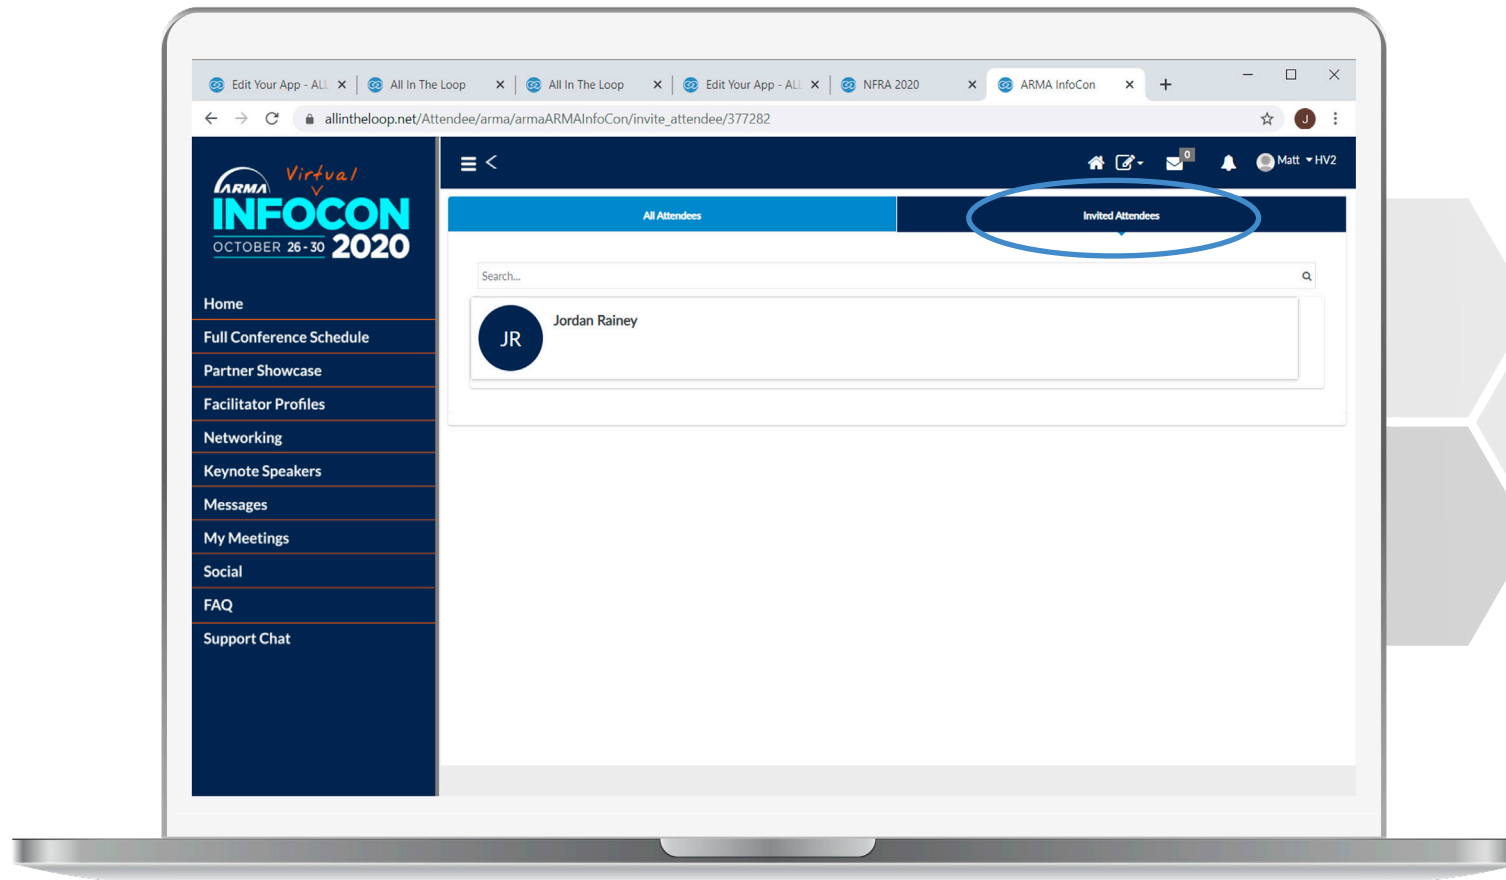 Edit Your App - ALL
All In The Loop
All In The Loop
Edit Your App - ALL
NFRA 2020
ARMA InfoCon
allintheloop.net/Attendee/arma/armaARMAInfoCon/invite_attendee/377282
J
Virtual
ARMA
INFOCON
OCTOBER 26-30 2020
0
Matt HV2
All Attendees
Invited Attendees
Search...
JR
Jordan Rainey
Home
Full Conference Schedule
Partner Showcase
Facilitator Profiles
Networking
Keynote Speakers
Messages
My Meetings
Social
FAQ
Support Chat